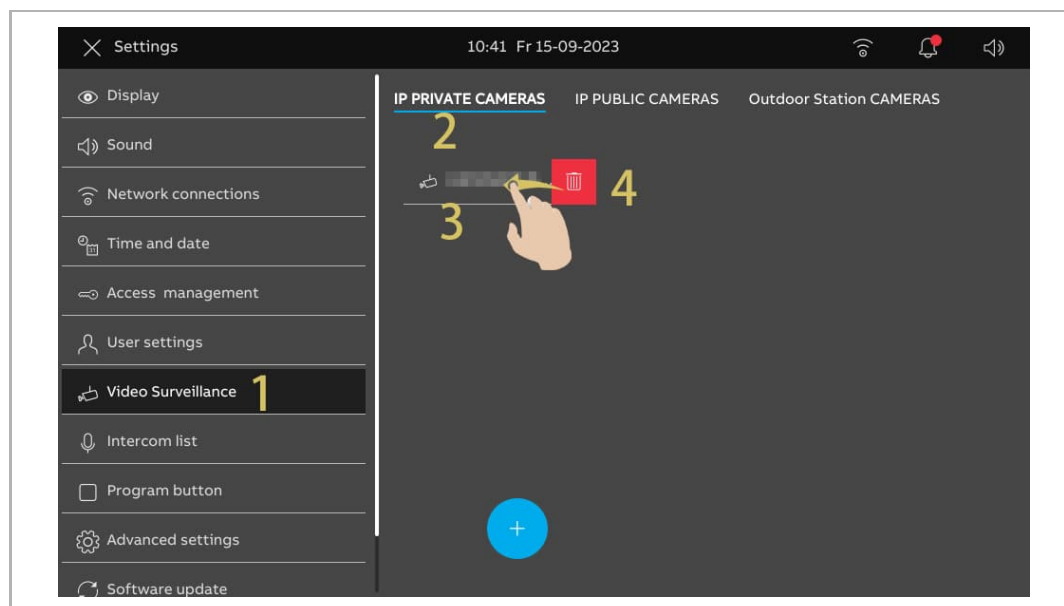 Settings
10:41 Fr 15-09-2023
Display
Sound
Network connections
Time and date
Access management
User settings
Video Surveillance 1
Intercom list
Program button
Advanced settings
Software update
IP PRIVATE CAMERAS IP PUBLIC CAMERAS Outdoor Station CAMERAS
2
3
4
+